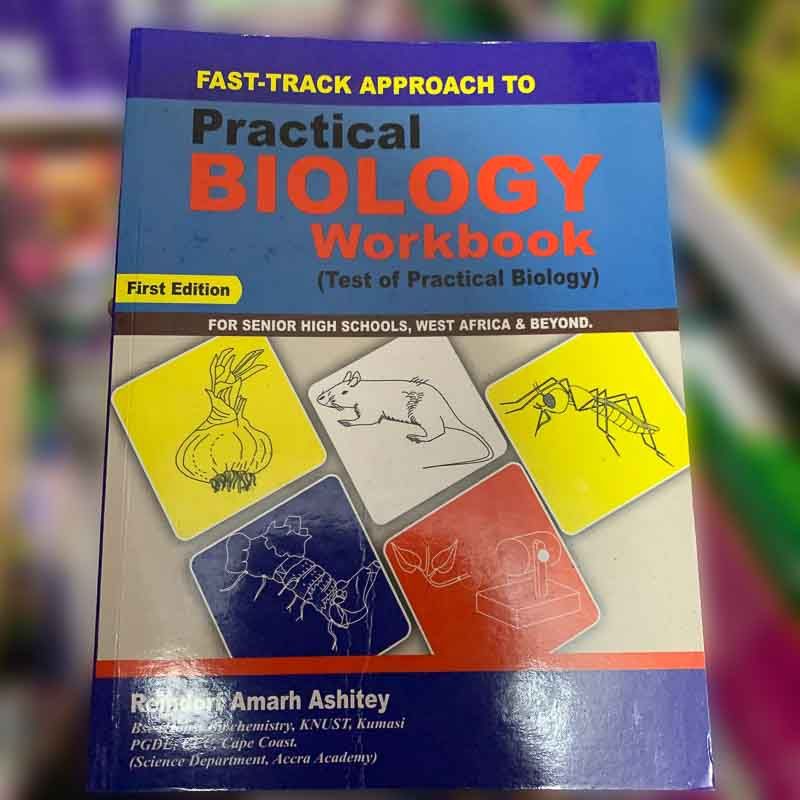 FAST-TRACK APPROACH TO
Practical
BIOLOGY
Workbook
(Test of Practical Biology)
First Edition
FOR SENIOR HIGH SCHOOLS, WEST AFRICA & BEYOND.
Amarh Ashitey
Biochemistry, KNUST, Kumasi
Cape Coast.
(Science Department, Accra Academy)